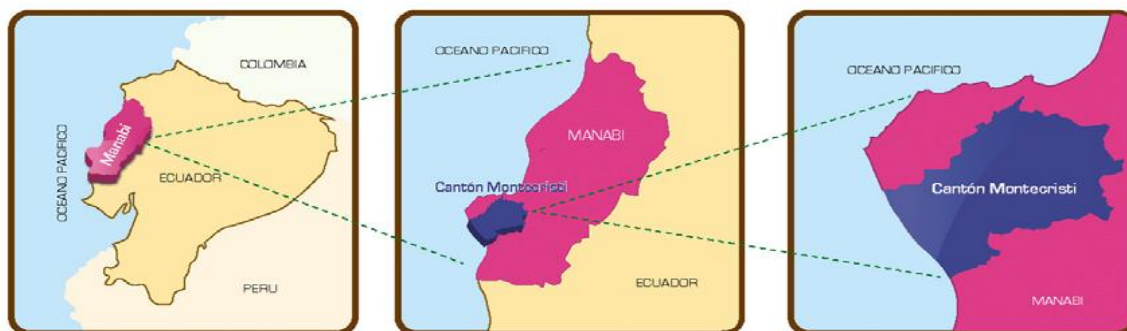 COLOMBIA
OCEANO PACIFICO
Manabi
ECUADOR
PERU
OCEANO PACIFICO
MANABI
Cantón Montecristi
ECUADOR
OCEANO PACIFICO
Cantón Montecristi
MANABI